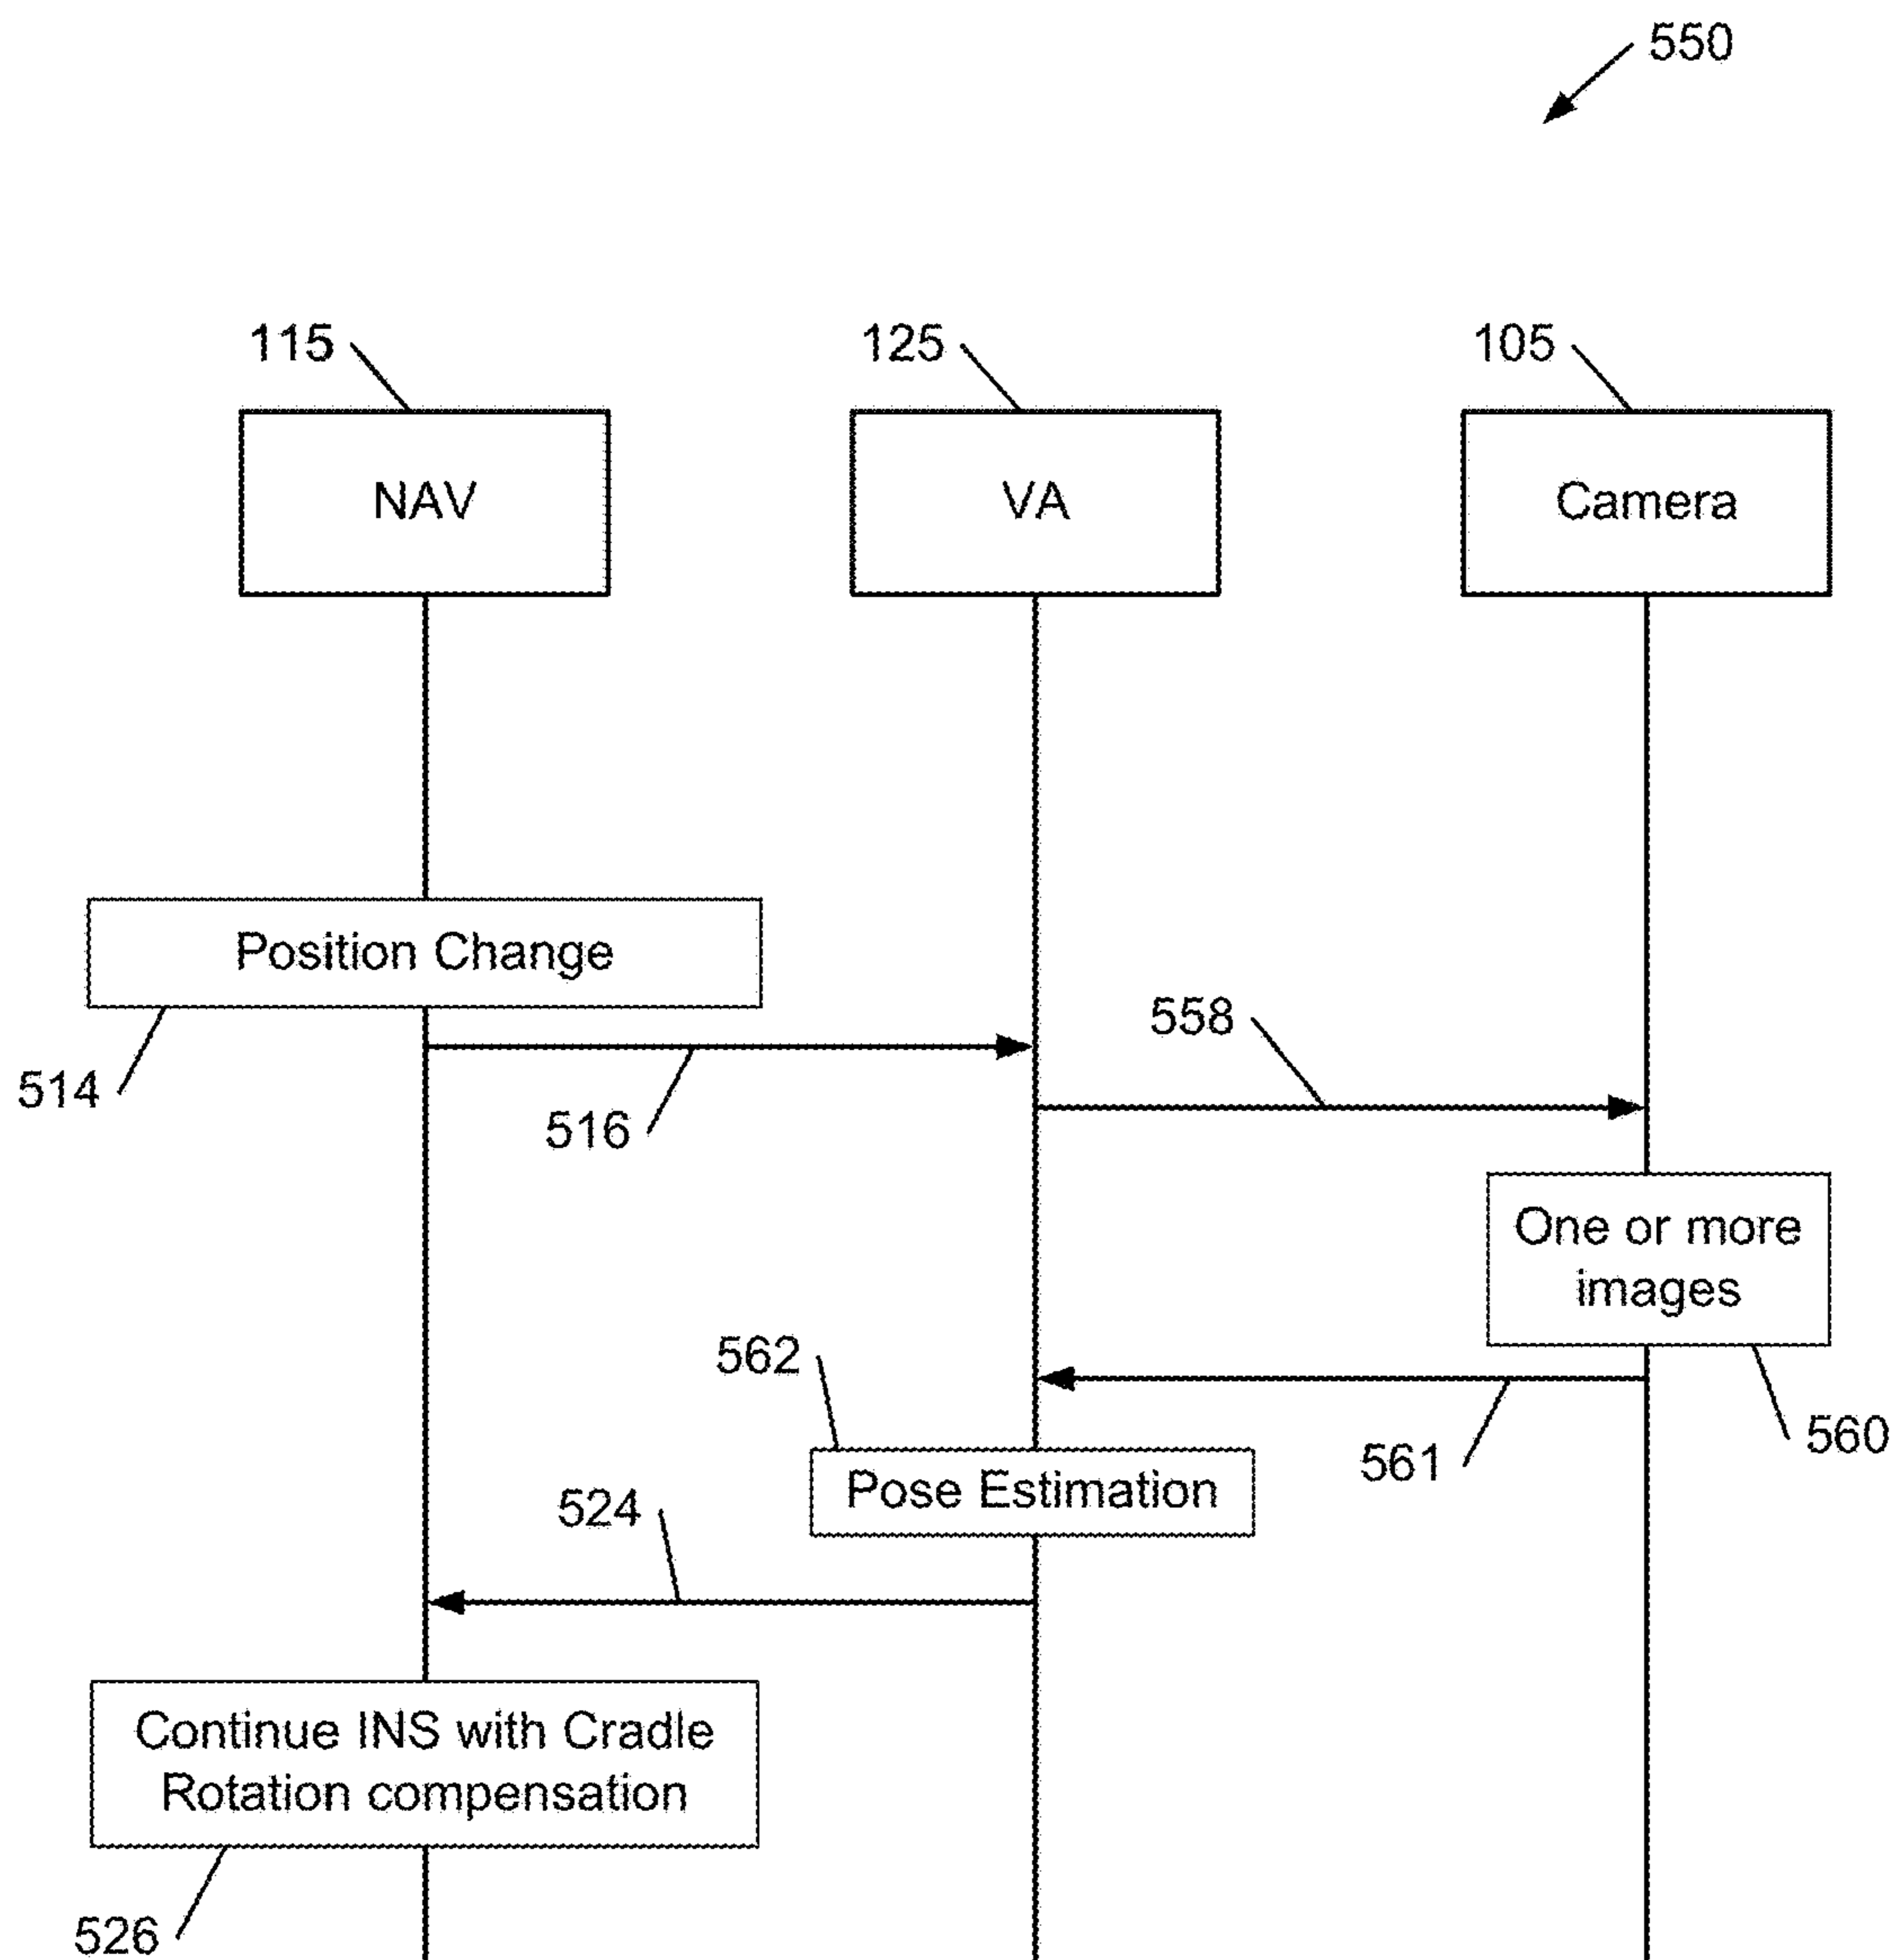 550
115
125
105
NAV
VA
Camera
Position Change
514
516
558
One or more
images
560
561
562
Pose Estimation
524
Continue INS with Cradle
Rotation compensation
526